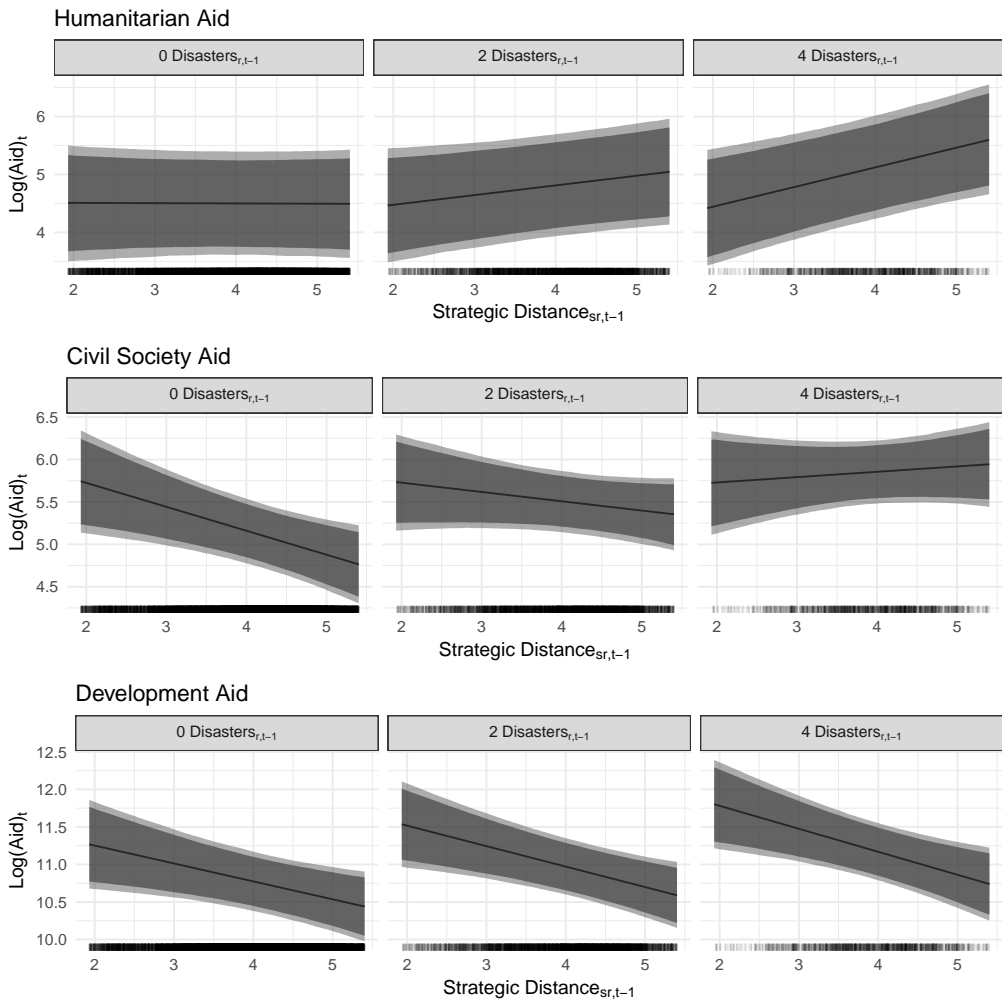 Humanitarian Aid
0 Disasters_r,t−1 2 Disasters_r,t−1 4 Disasters_r,t−1
6
5
4
Log(Aid)_t
2 3 4 5 2 3 4 5 2 3 4 5
Strategic Distance_sr,t−1
Civil Society Aid
0 Disasters_r,t−1 2 Disasters_r,t−1 4 Disasters_r,t−1
6.5
6.0
5.5
5.0
4.5
Log(Aid)_t
2 3 4 5 2 3 4 5 2 3 4 5
Strategic Distance_sr,t−1
Development Aid
0 Disasters_r,t−1 2 Disasters_r,t−1 4 Disasters_r,t−1
12.5
12.0
11.5
11.0
10.5
10.0
Log(Aid)_t
2 3 4 5 2 3 4 5 2 3 4 5
Strategic Distance_sr,t−1